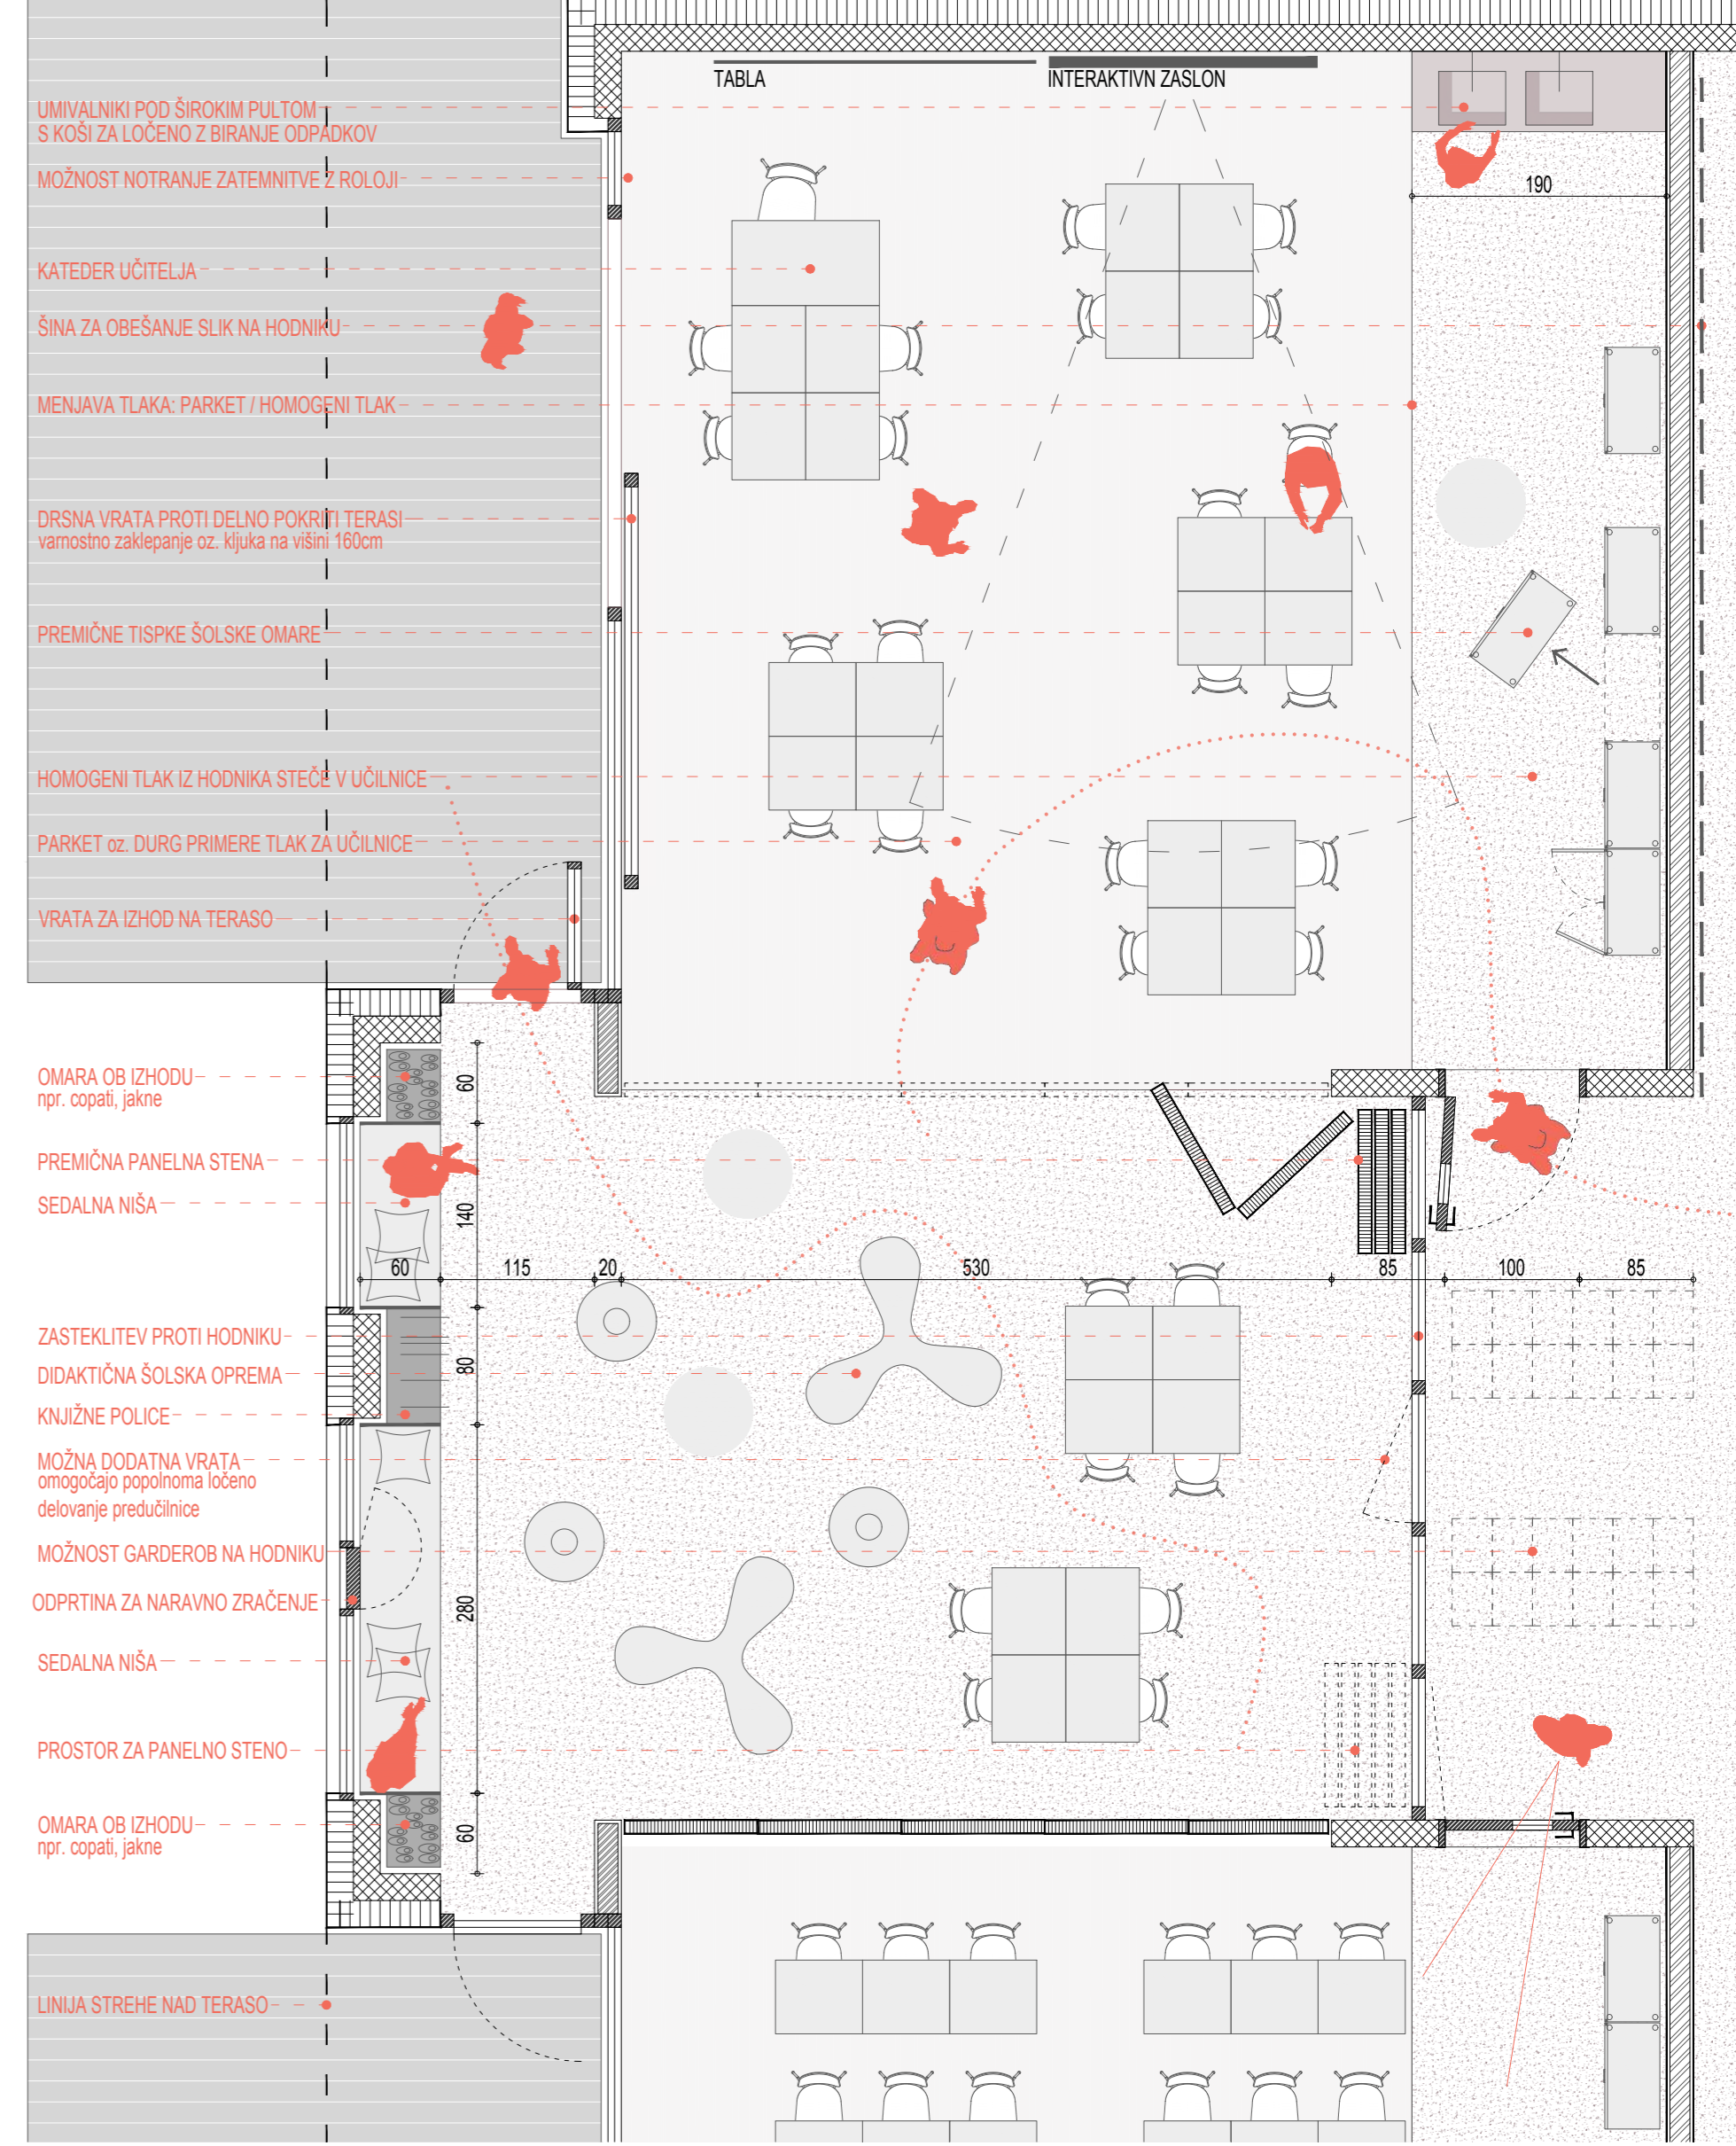 TABLA
INTERAKTIVN ZASLON
UMIVALNIKI POD ŠIROKIM PULTOM
S KOŠI ZA LOČENO Z BIRANJE ODPADKOV
MOŽNOST NOTRANJE ZATEMNITVE Z ROLOJI
190
KATEDER UČITELJA
ŠINA ZA OBEŠANJE SLIK NA HODNIKU
MENJAVA TLAKA: PARKET / HOMOGENI TLAK
DRSNA VRATA PROTI DELNO POKRITI TERASI
varnostno zaklepanje oz. kljuka na višini 160cm
PREMIČNE TISPKE ŠOLSKE OMARE
HOMOGENI TLAK IZ HODNIKA STEČE V UČILNICE
PARKET oz. DURG PRIMERE TLAK ZA UČILNICE
VRATA ZA IZHOD NA TERASO
OMARA OB IZHODU
npr. copati, jakne
60
PREMIČNA PANELNA STENA
SEDALNA NIŠA
140
60
115
20
530
85
100
85
ZASTEKLITEV PROTI HODNIKU
DIDAKTIČNA ŠOLSKA OPREMA
80
KNJIŽNE POLICE
MOŽNA DODATNA VRATA
omogočajo popolnoma ločeno
delovanje predučilnice
MOŽNOST GARDEROB NA HODNIKU
ODPRTINA ZA NARAVNO ZRAČENJE
280
SEDALNA NIŠA
PROSTOR ZA PANELNO STENO
OMARA OB IZHODU
npr. copati, jakne
60
LINIJA STREHE NAD TERASO